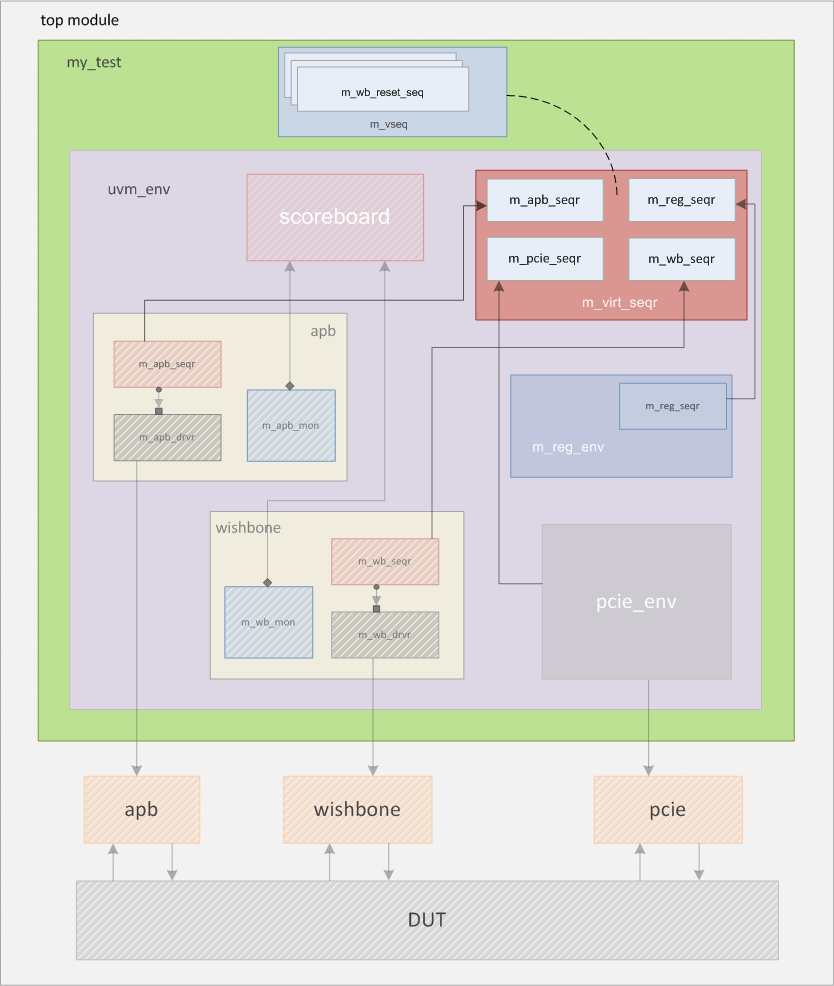 top module
my_test
m_wb_reset_seq
m_vseq
uvm_env
scoreboard
m_apb_seqr
m_reg_seqr
m_pcie_seqr
m_wb_seqr
m_virt_seqr
apb
m_apb_seqr
m_apb_drvr
m_apb_mon
m_reg_seqr
m_reg_env
wishbone
m_wb_seqr
m_wb_mon
m_wb_drvr
pcie_env
apb
wishbone
pcie
DUT